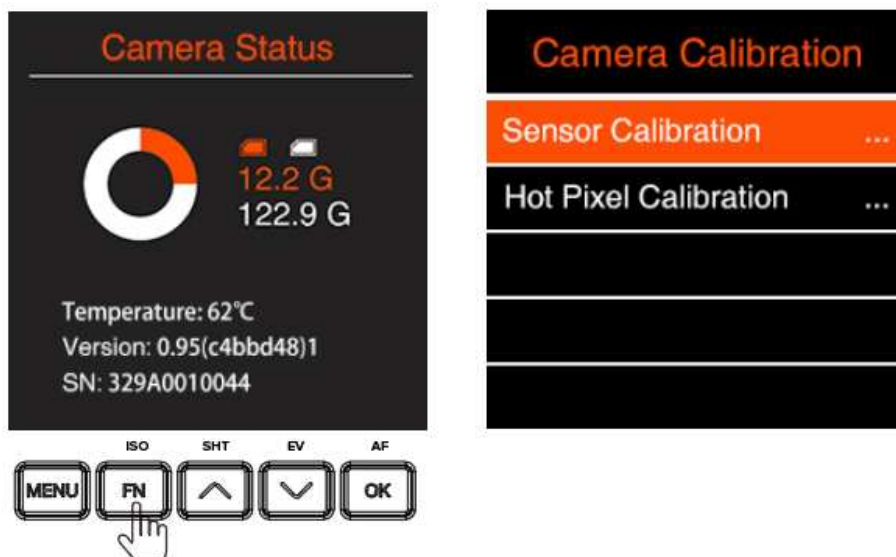 Camera Status
12.2 G
122.9 G
Temperature: 62℃
Version: 0.95(c4bbd48)1
SN: 329A0010044
ISO SHT EV AF
MENU FN OK
Camera Calibration
Sensor Calibration ...
Hot Pixel Calibration ...